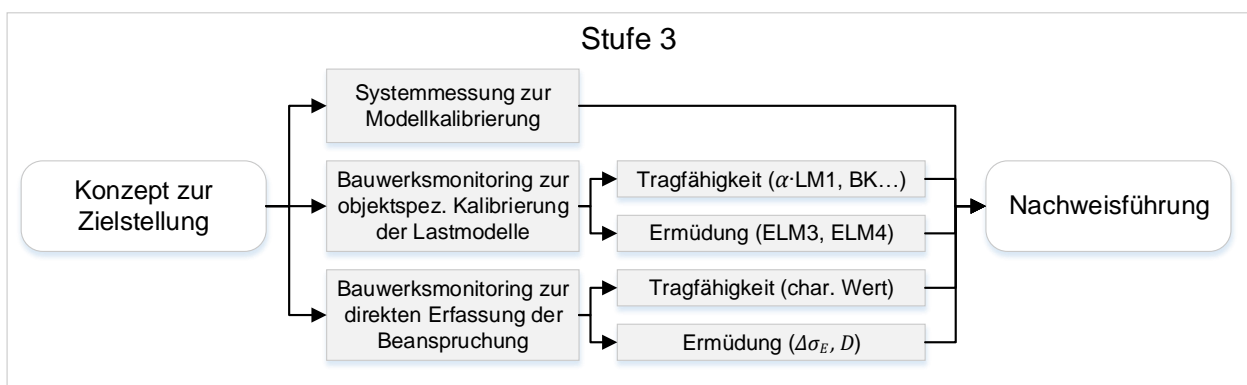 Stufe 3
Konzept zur
Zielstellung
Systemmessung zur
Modellkalibrierung
Bauwerksmonitoring zur
objektspez. Kalibrierung
der Lastmodelle
Tragfähigkeit (α·LM1, BK…)
Ermüdung (ELM3, ELM4)
Bauwerksmonitoring zur
direkten Erfassung der
Beanspruchung
Tragfähigkeit (char. Wert)
Ermüdung (Δσ_E, D)
Nachweisführung